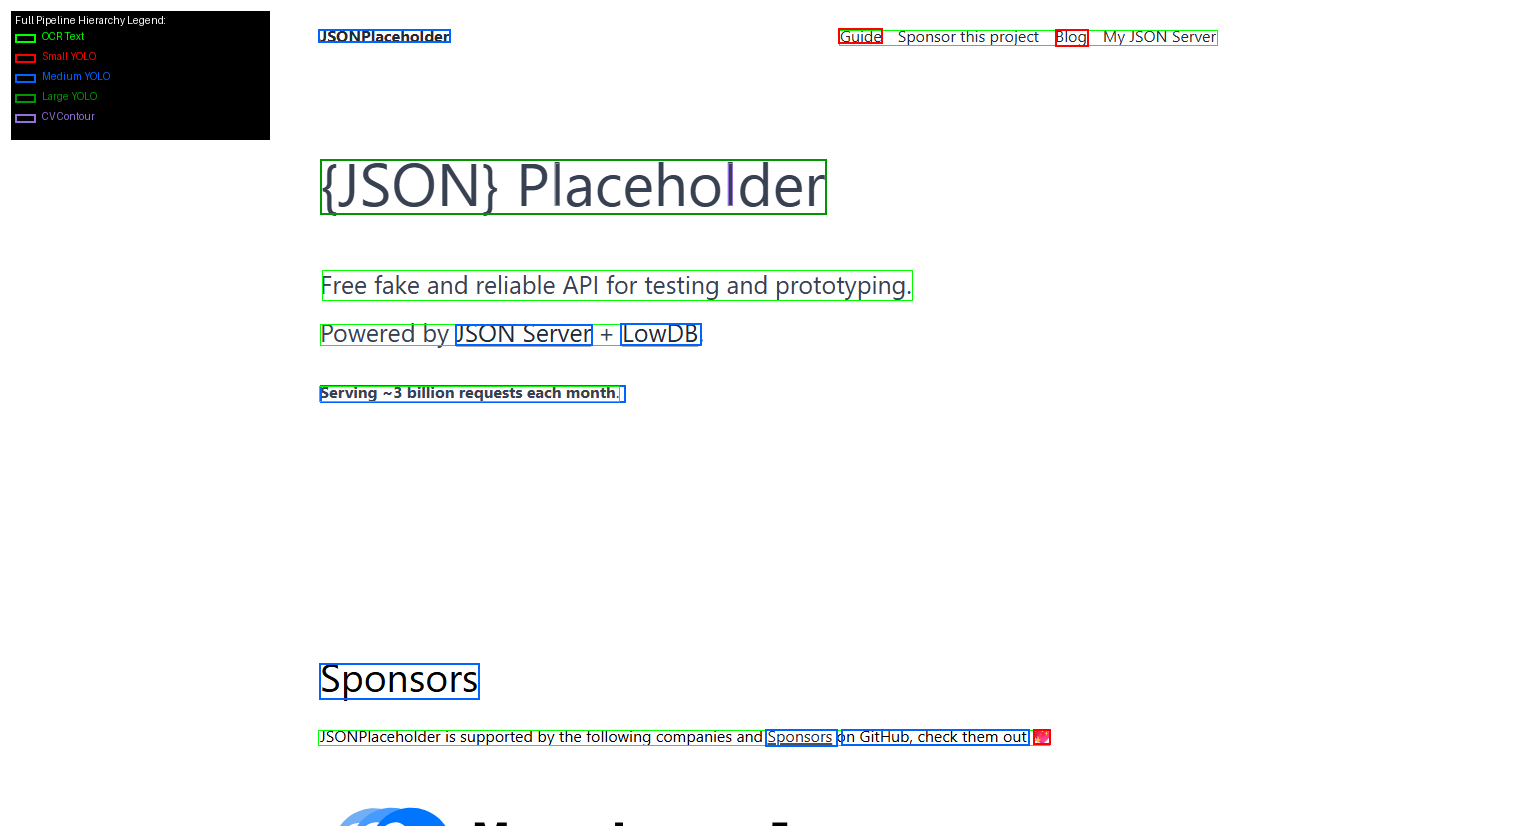 Full Pipeline Hierarchy Legend:
OCR Text
Small YOLO
Medium YOLO
Large YOLO
CV Contour
JSONPlaceholder
Guide Sponsor this project Blog My JSON Server
{JSON} Placeholder
Free fake and reliable API for testing and prototyping.
Powered by JSON Server + LowDB.
Serving ~3 billion requests each month.
Sponsors
JSONPlaceholder is supported by the following companies and Sponsors on GitHub, check them out 💖